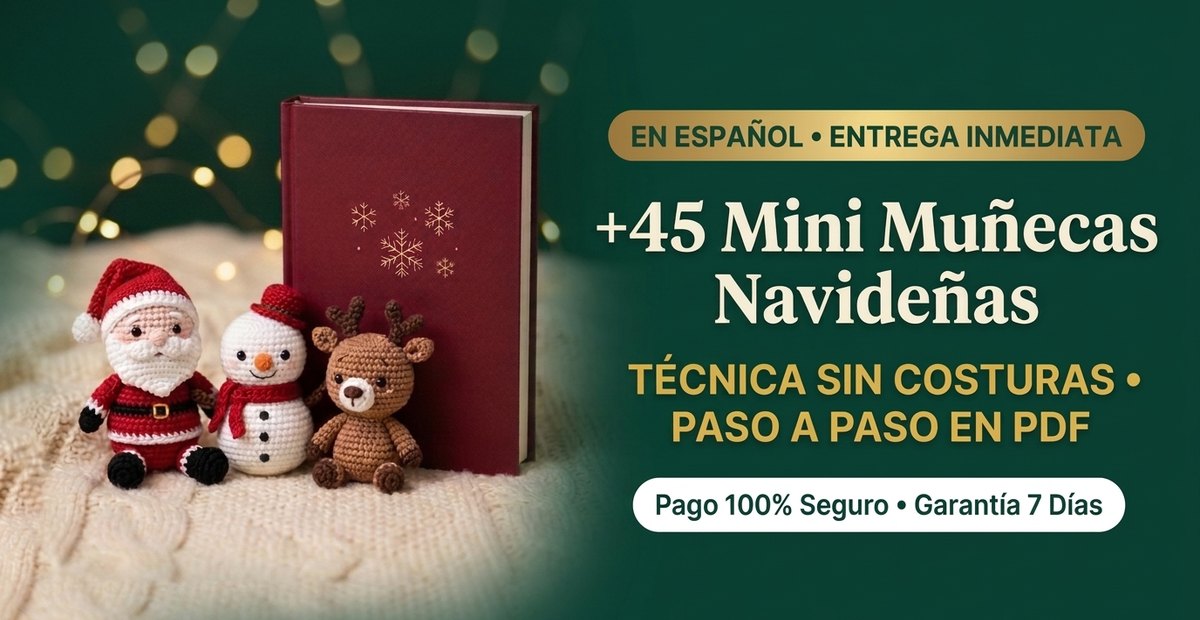 EN ESPAÑOL • ENTREGA INMEDIATA
+45 Mini Muñecas
Navideñas
TÉCNICA SIN COSTURAS •
PASO A PASO EN PDF
Pago 100% Seguro • Garantía 7 Días